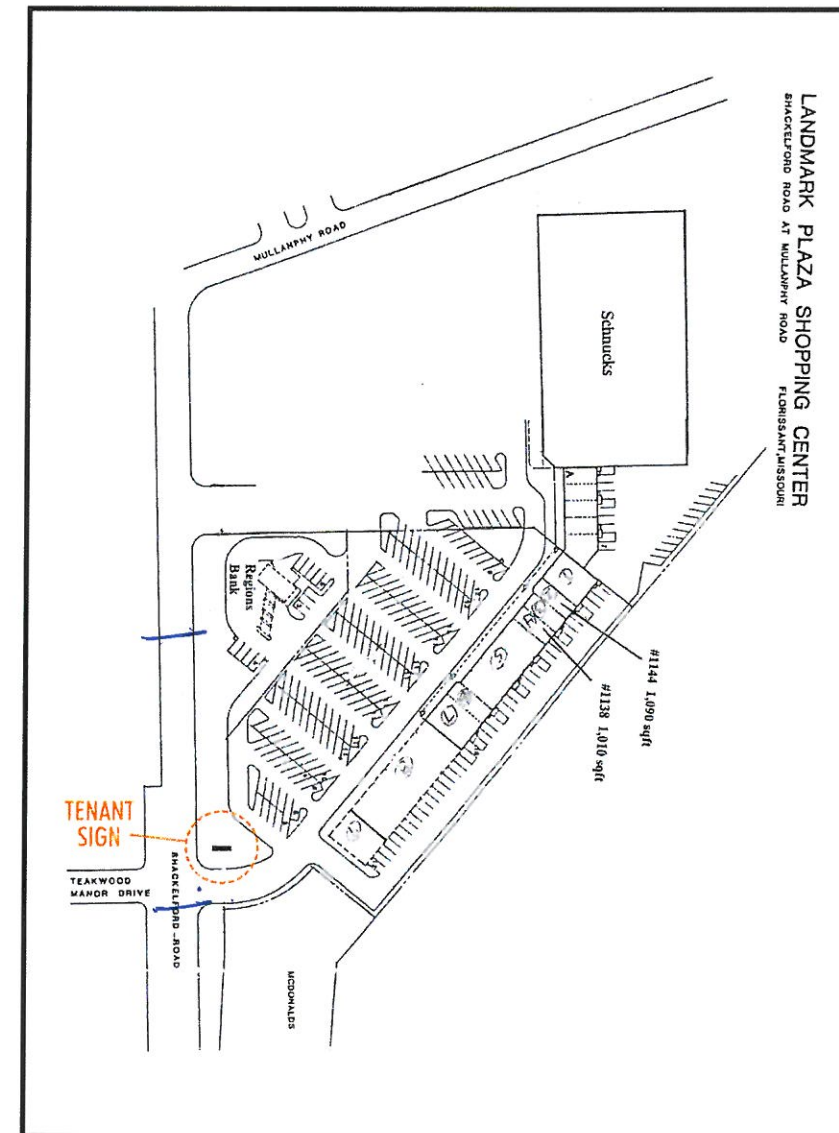 LANDMARK PLAZA SHOPPING CENTER
SHACKELFORD ROAD AT MULLANPHY ROAD FLORISSANT, MISSOURI
MULLANPHY ROAD
Schnucks
A
#1144 1,090 sqft
#1138 1,010 sqft
Regions
Bank
TENANT
SIGN
TEAKWOOD
MANOR DRIVE
SHACKELFORD ROAD
MCDONALDS